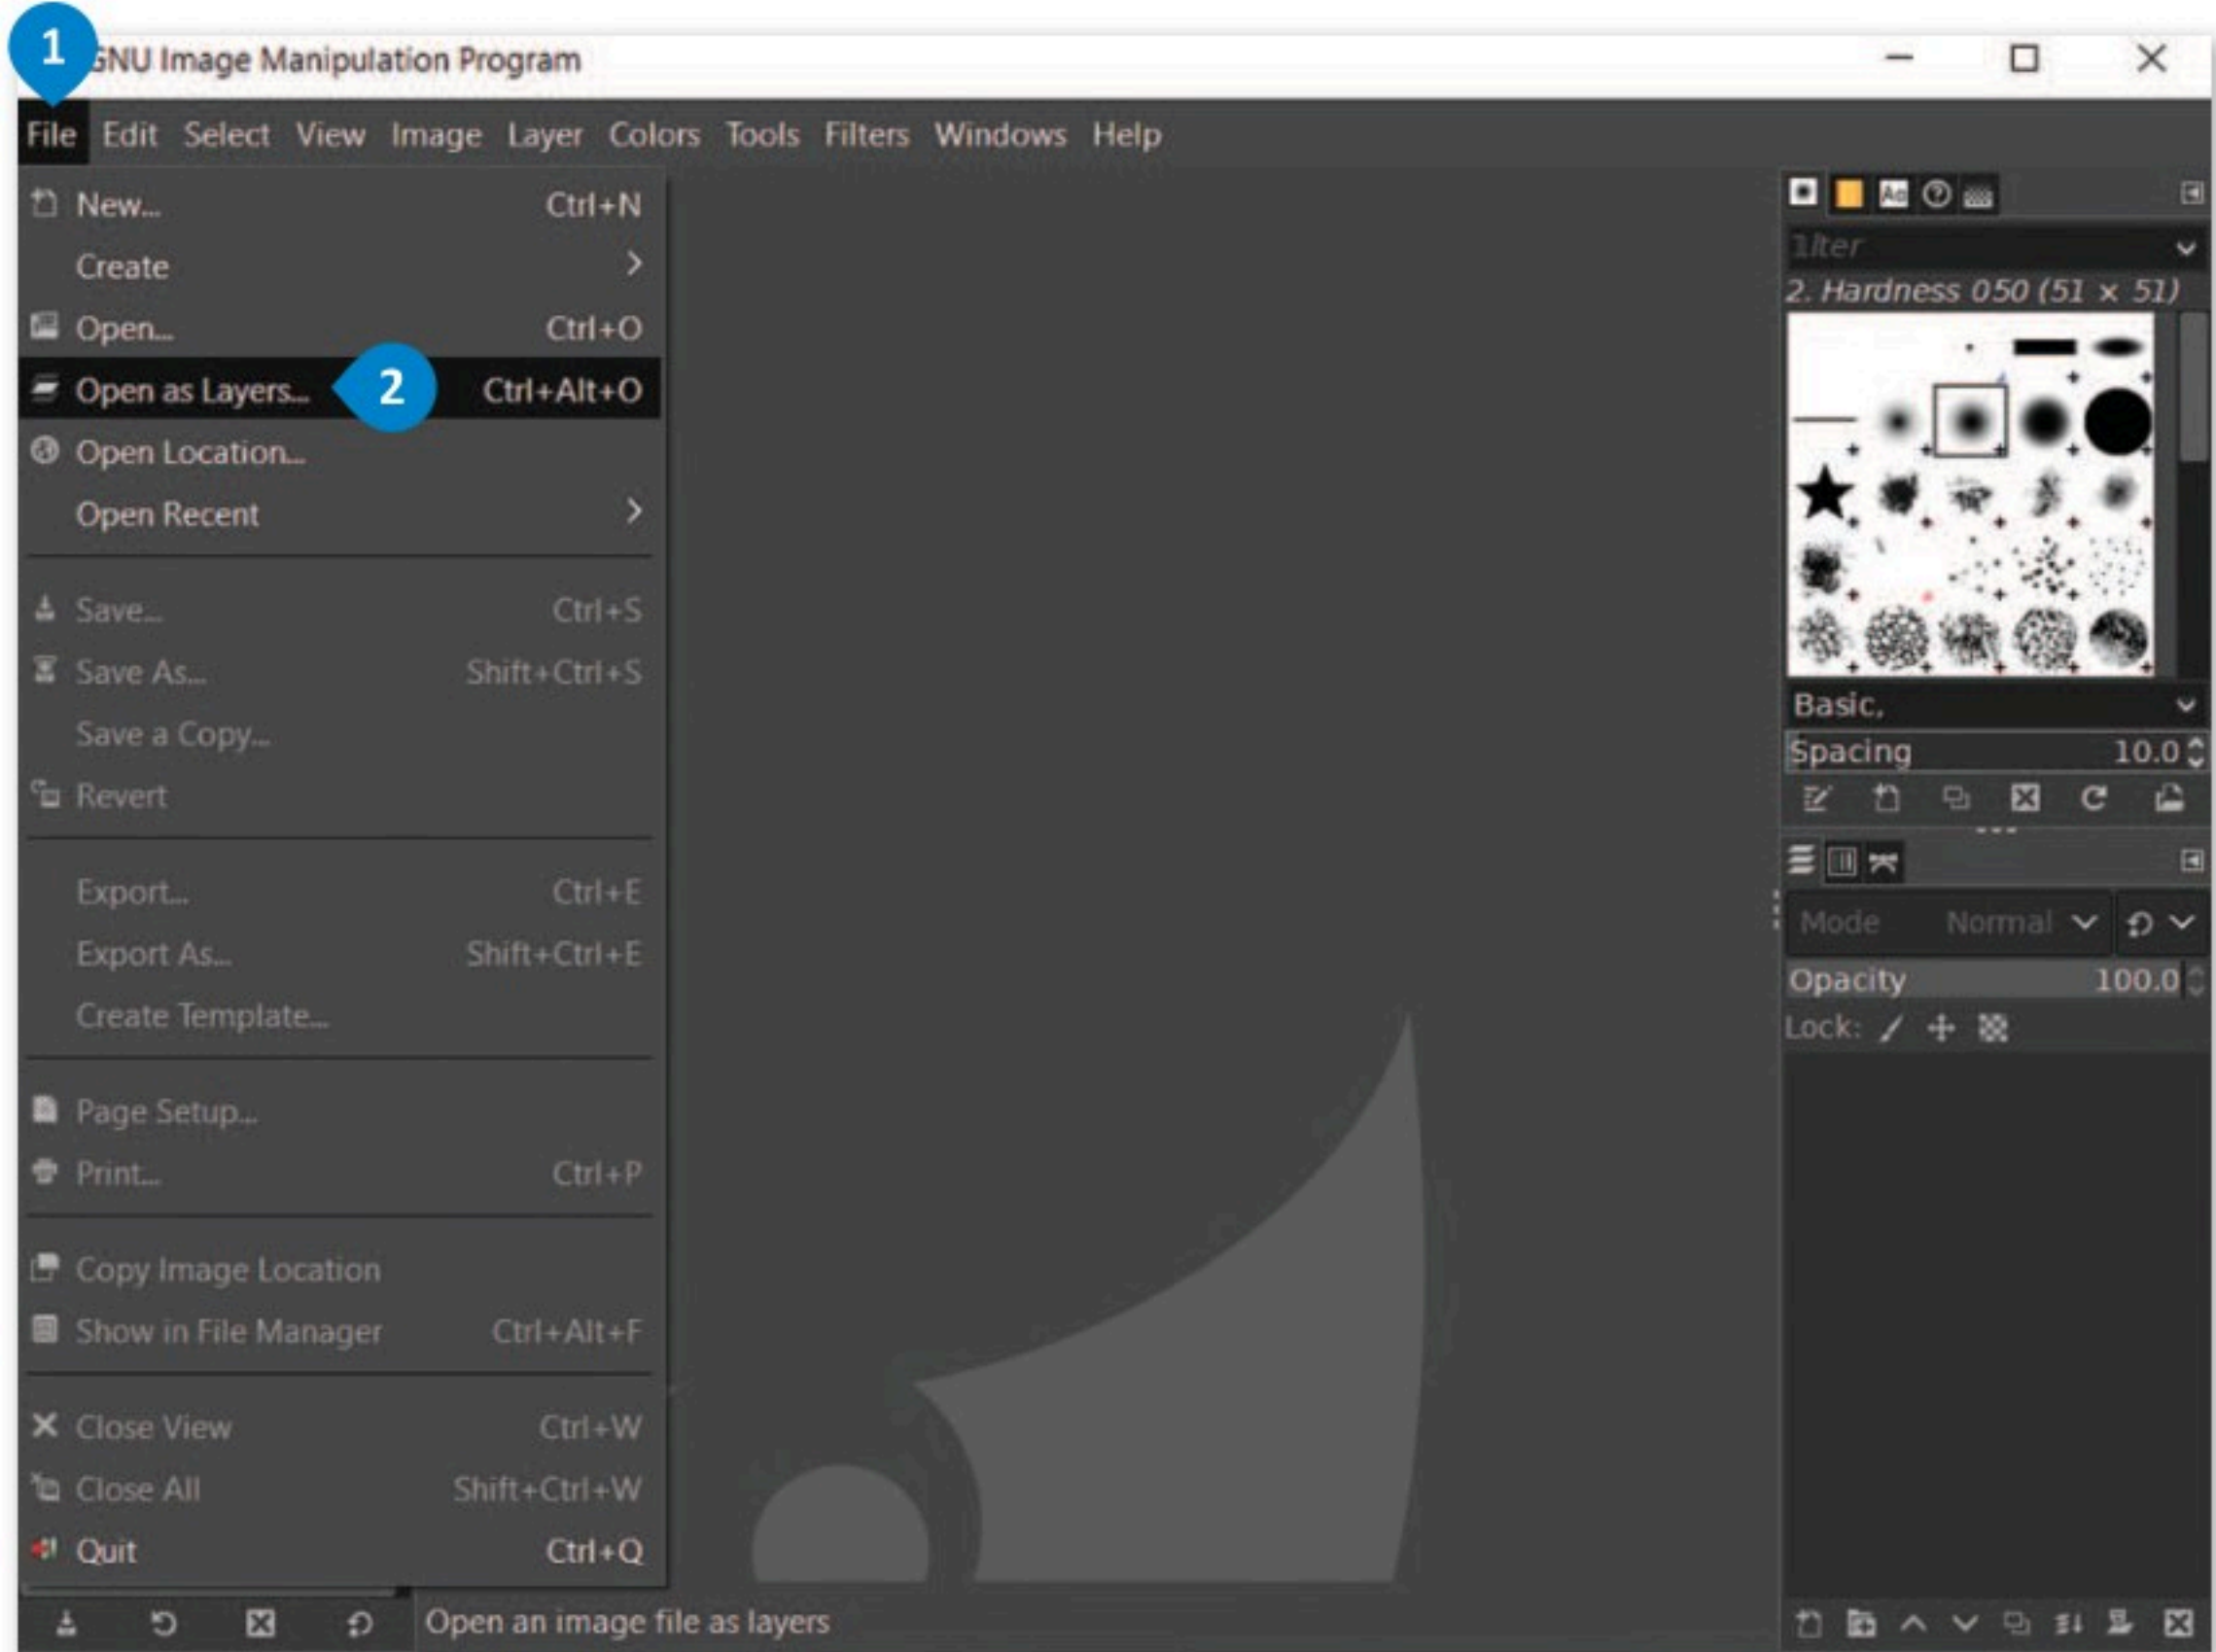 1
GNU Image Manipulation Program
File Edit Select View Image Layer Colors Tools Filters Windows Help
New... Ctrl+N
Create
Open... Ctrl+O
Open as Layers... 2 Ctrl+Alt+O
Open Location...
Open Recent
Save... Ctrl+S
Save As... Shift+Ctrl+S
Save a Copy...
Revert
Export... Ctrl+E
Export As... Shift+Ctrl+E
Create Template...
Page Setup...
Print... Ctrl+P
Copy Image Location
Show in File Manager Ctrl+Alt+F
Close View Ctrl+W
Close All Shift+Ctrl+W
Quit Ctrl+Q
Open an image file as layers
Aa
2. Hardness 050 (51 × 51)
Basic,
Spacing 10.0
Mode Normal
Opacity 100.0
Lock: